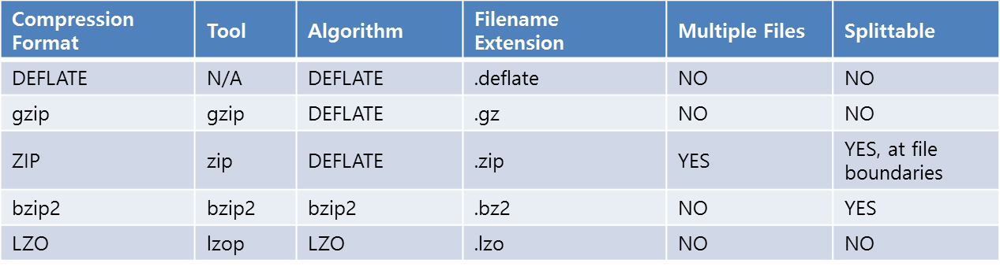 Compression Format Tool Algorithm Filename Extension Multiple Files Splittable
DEFLATE N/A DEFLATE .deflate NO NO
gzip gzip DEFLATE .gz NO NO
ZIP zip DEFLATE .zip YES YES, at file boundaries
bzip2 bzip2 bzip2 .bz2 NO YES
LZO lzop LZO .lzo NO NO